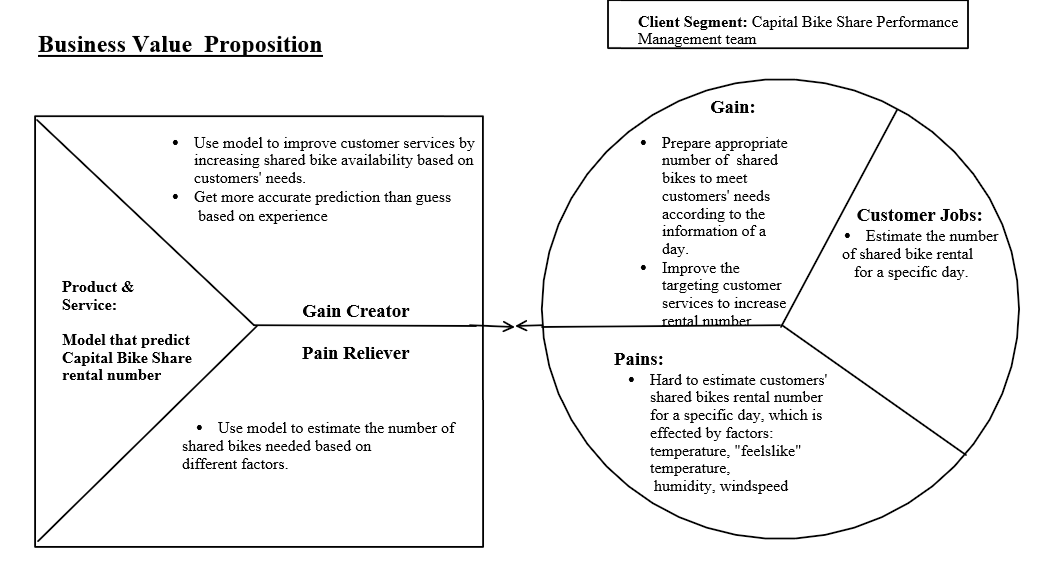 Business Value Proposition
Client Segment: Capital Bike Share Performance
Management team
• Use model to improve customer services by
increasing shared bike availability based on
customers' needs.
• Get more accurate prediction than guess
based on experience
Product &
Service:
Model that predict
Capital Bike Share
rental number
Gain Creator
Pain Reliever
• Use model to estimate the number of
shared bikes needed based on
different factors.
Gain:
• Prepare appropriate
number of shared
bikes to meet
customers' needs
according to the
information of a
day.
• Improve the
targeting customer
services to increase
rental number
Customer Jobs:
• Estimate the number
of shared bike rental
for a specific day.
Pains:
• Hard to estimate customers'
shared bikes rental number
for a specific day, which is
effected by factors:
temperature, "feelslike"
temperature,
humidity, windspeed